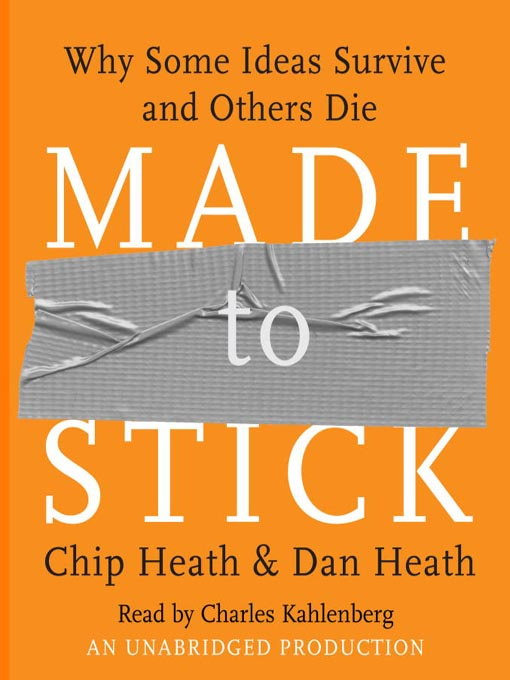 Why Some Ideas Survive
and Others Die
MADE
to
STICK
Chip Heath & Dan Heath
Read by Charles Kahlenberg
AN UNABRIDGED PRODUCTION